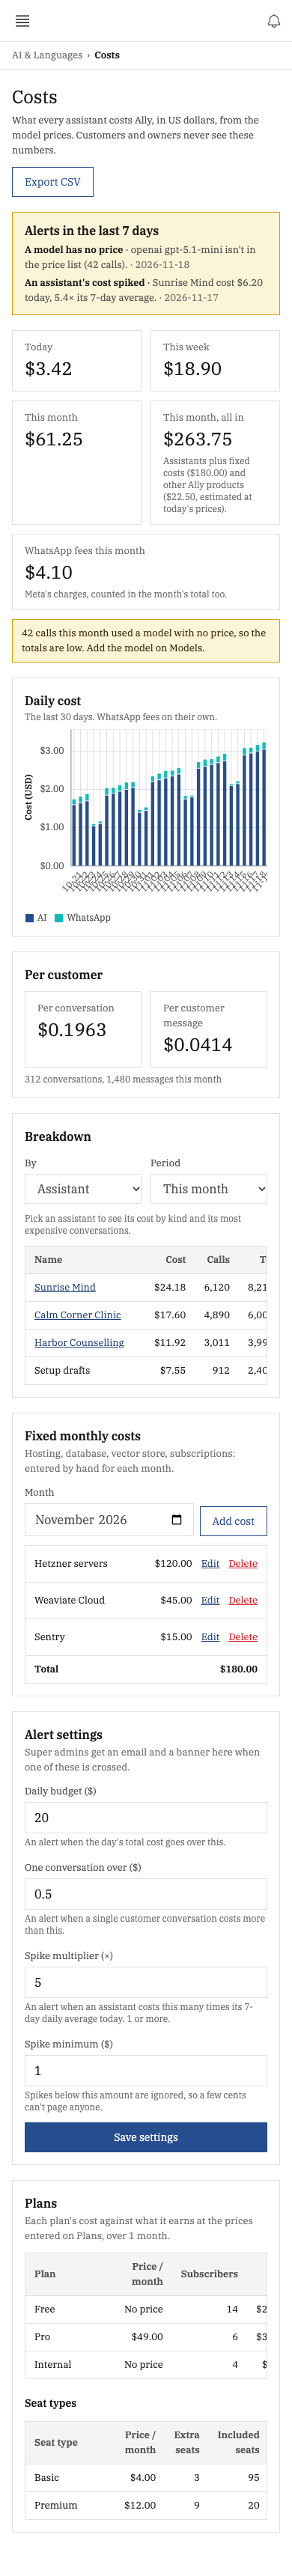 AI & Languages › Costs
Costs
What every assistant costs Ally, in US dollars, from the
model prices. Customers and owners never see these
numbers.
Export CSV
Alerts in the last 7 days
A model has no price · openai gpt-5.1-mini isn't in
the price list (42 calls). · 2026-11-18
An assistant's cost spiked · Sunrise Mind cost $6.20
today, 5.4× its 7-day average. · 2026-11-17
Today
$3.42
This week
$18.90
This month
$61.25
This month, all in
$263.75
Assistants plus fixed
costs ($180.00) and
other Ally products
($22.50, estimated at
today's prices).
WhatsApp fees this month
$4.10
Meta's charges, counted in the month's total too.
42 calls this month used a model with no price, so the
totals are low. Add the model on Models.
Daily cost
The last 30 days. WhatsApp fees on their own.
Cost (USD)
$3.00
$2.00
$1.00
$0.00
AI
WhatsApp
Per customer
Per conversation
$0.1963
Per customer
message
$0.0414
312 conversations, 1,480 messages this month
Breakdown
By
Period
Assistant
This month
Pick an assistant to see its cost by kind and its most
expensive conversations.
Name Cost Calls
Sunrise Mind $24.18 6,120
Calm Corner Clinic $17.60 4,890
Harbor Counselling $11.92 3,011
Setup drafts $7.55 912
Fixed monthly costs
Hosting, database, vector store, subscriptions:
entered by hand for each month.
Month
November 2026
Add cost
Hetzner servers $120.00 Edit Delete
Weaviate Cloud $45.00 Edit Delete
Sentry $15.00 Edit Delete
Total $180.00
Alert settings
Super admins get an email and a banner here when
one of these is crossed.
Daily budget ($)
20
An alert when the day's total cost goes over this.
One conversation over ($)
0.5
An alert when a single customer conversation costs more
than this.
Spike multiplier (×)
5
An alert when an assistant costs this many times its 7-
day daily average today. 1 or more.
Spike minimum ($)
1
Spikes below this amount are ignored, so a few cents
can't page anyone.
Save settings
Plans
Each plan's cost against what it earns at the prices
entered on Plans, over 1 month.
Plan Price / month Subscribers
Free No price 14
Pro $49.00 6
Internal No price 4
Seat types
Seat type Price / month Extra seats Included seats
Basic $4.00 3 95
Premium $12.00 9 20